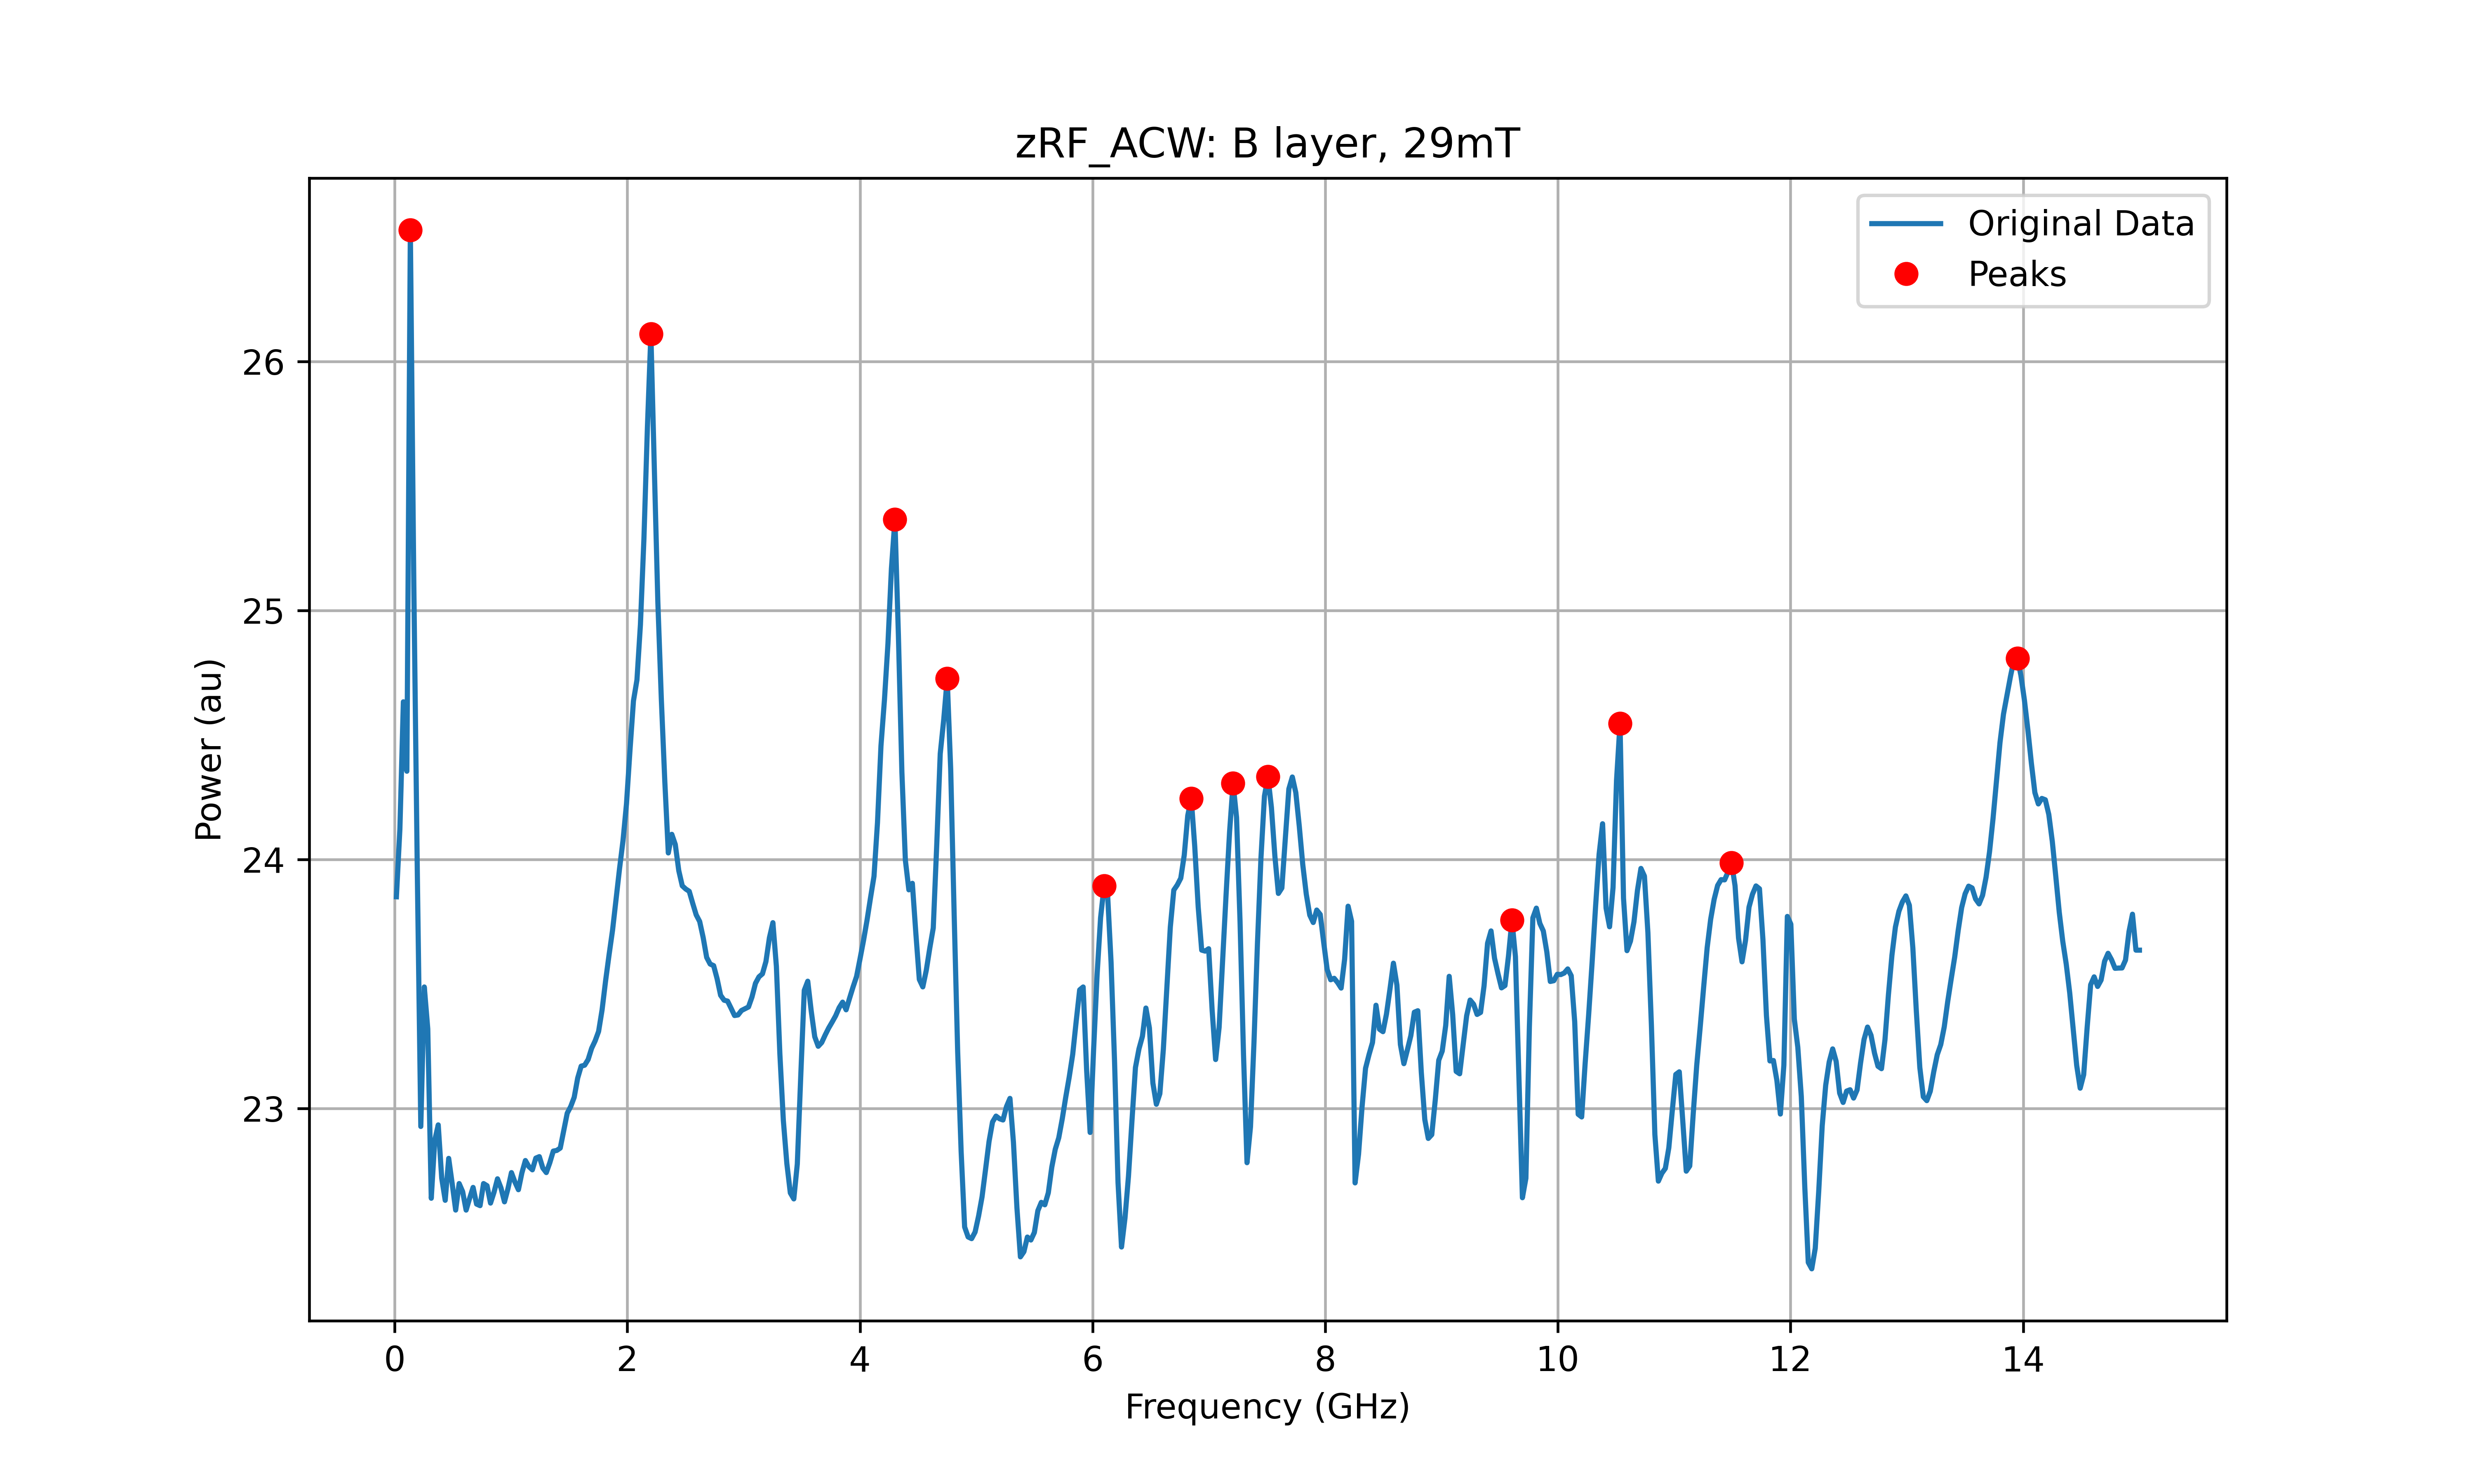 zRF_ACW: B layer, 29mT
Original Data
Peaks
Power (au)
26
25
24
23
0 2 4 6 8 10 12 14
Frequency (GHz)